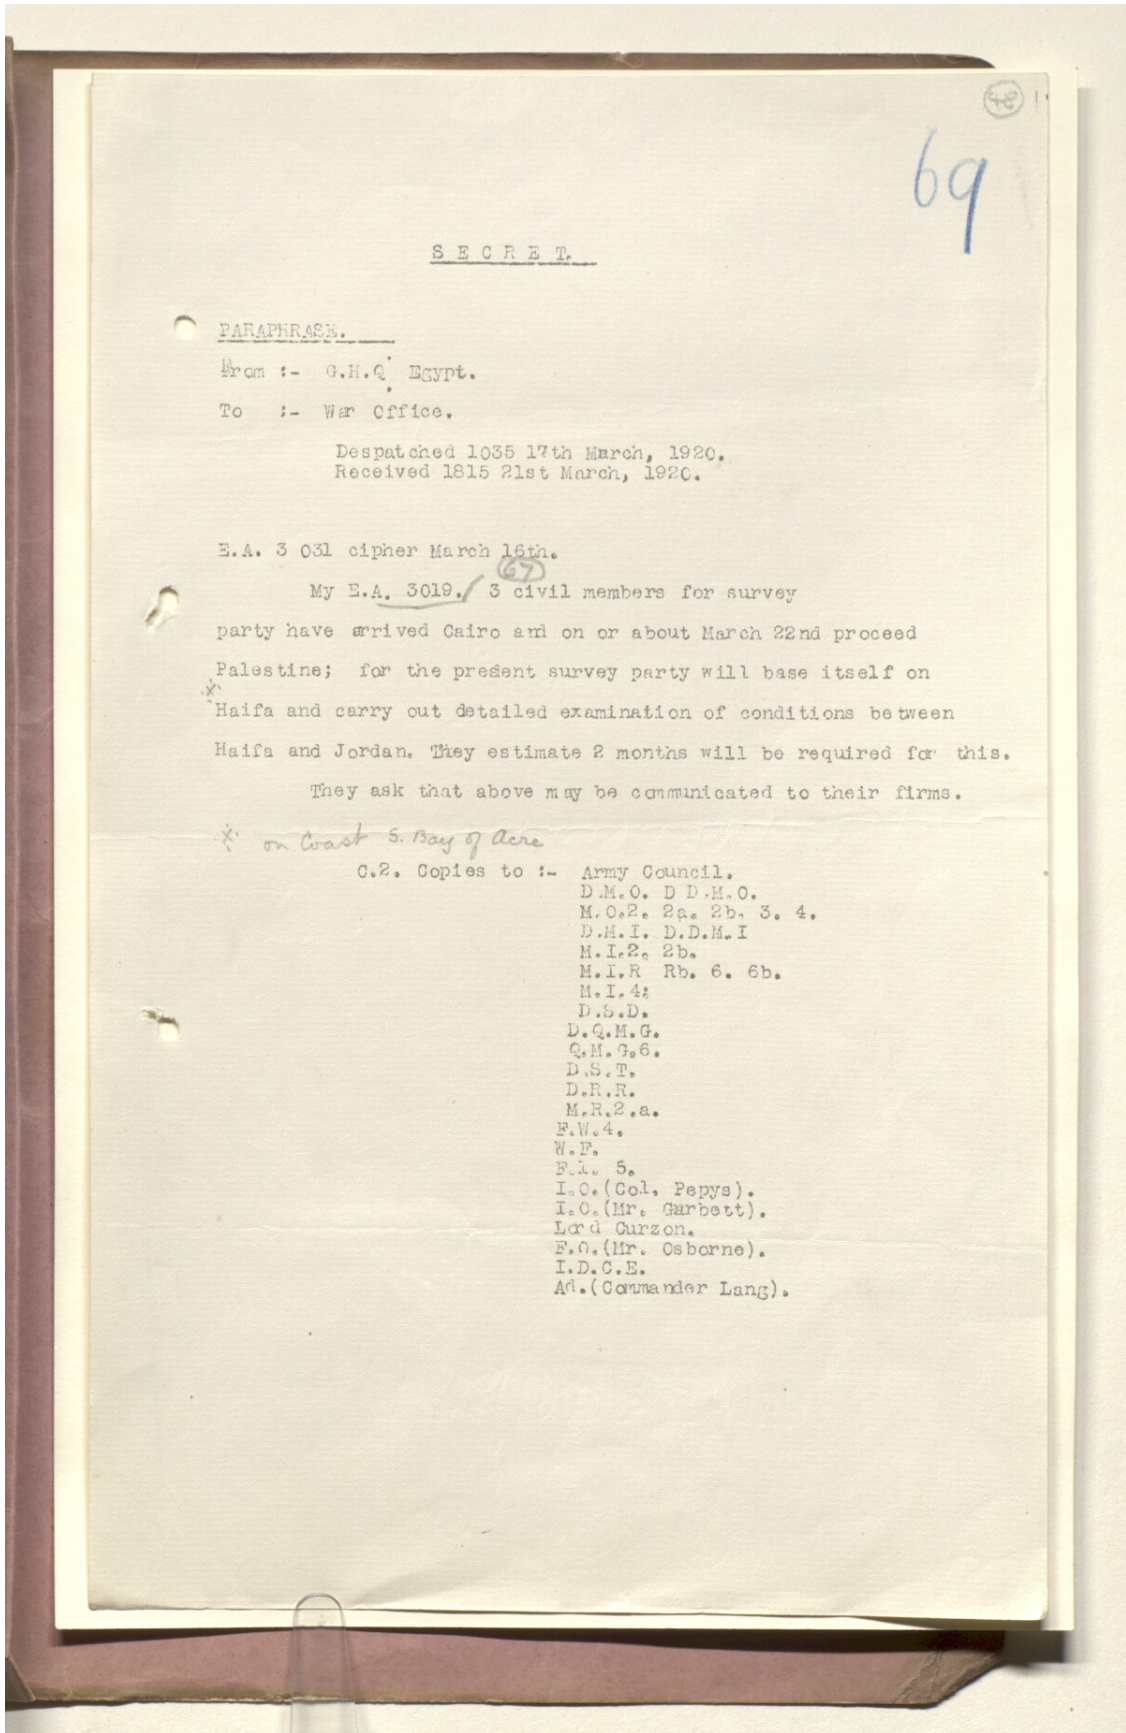 48
69
SECRET.
PARAPHRASE.
From :- G.H.Q. Egypt.
To :- War Office.
Despatched 1035 17th March, 1920.
Received 1815 21st March, 1920.
E.A. 3 031 cipher March 16th.
67
My E.A. 3019. / 3 civil members for survey
party have arrived Cairo and on or about March 22nd proceed
Palestine; for the present survey party will base itself on
x Haifa and carry out detailed examination of conditions between
Haifa and Jordan. They estimate 2 months will be required for this.
They ask that above may be communicated to their firms.
x on Coast S. Bay of Acre
C.2. Copies to :- Army Council.
D.M.O. D D.M.O.
M.O.2. 2a. 2b. 3. 4.
D.M.I. D.D.M.I
M.I.2. 2b.
M.I.R Rb. 6. 6b.
M.I.4;
D.S.D.
D.Q.M.G.
Q.M.G.6.
D.S.T.
D.R.R.
M.R.2.a.
F.W.4.
W.F.
F.I. 5.
I.O.(Col. Pepys).
I.O.(Mr. Garbett).
Lord Curzon.
F.O.(Mr. Osborne).
I.D.C.E.
Ad.(Commander Lang).